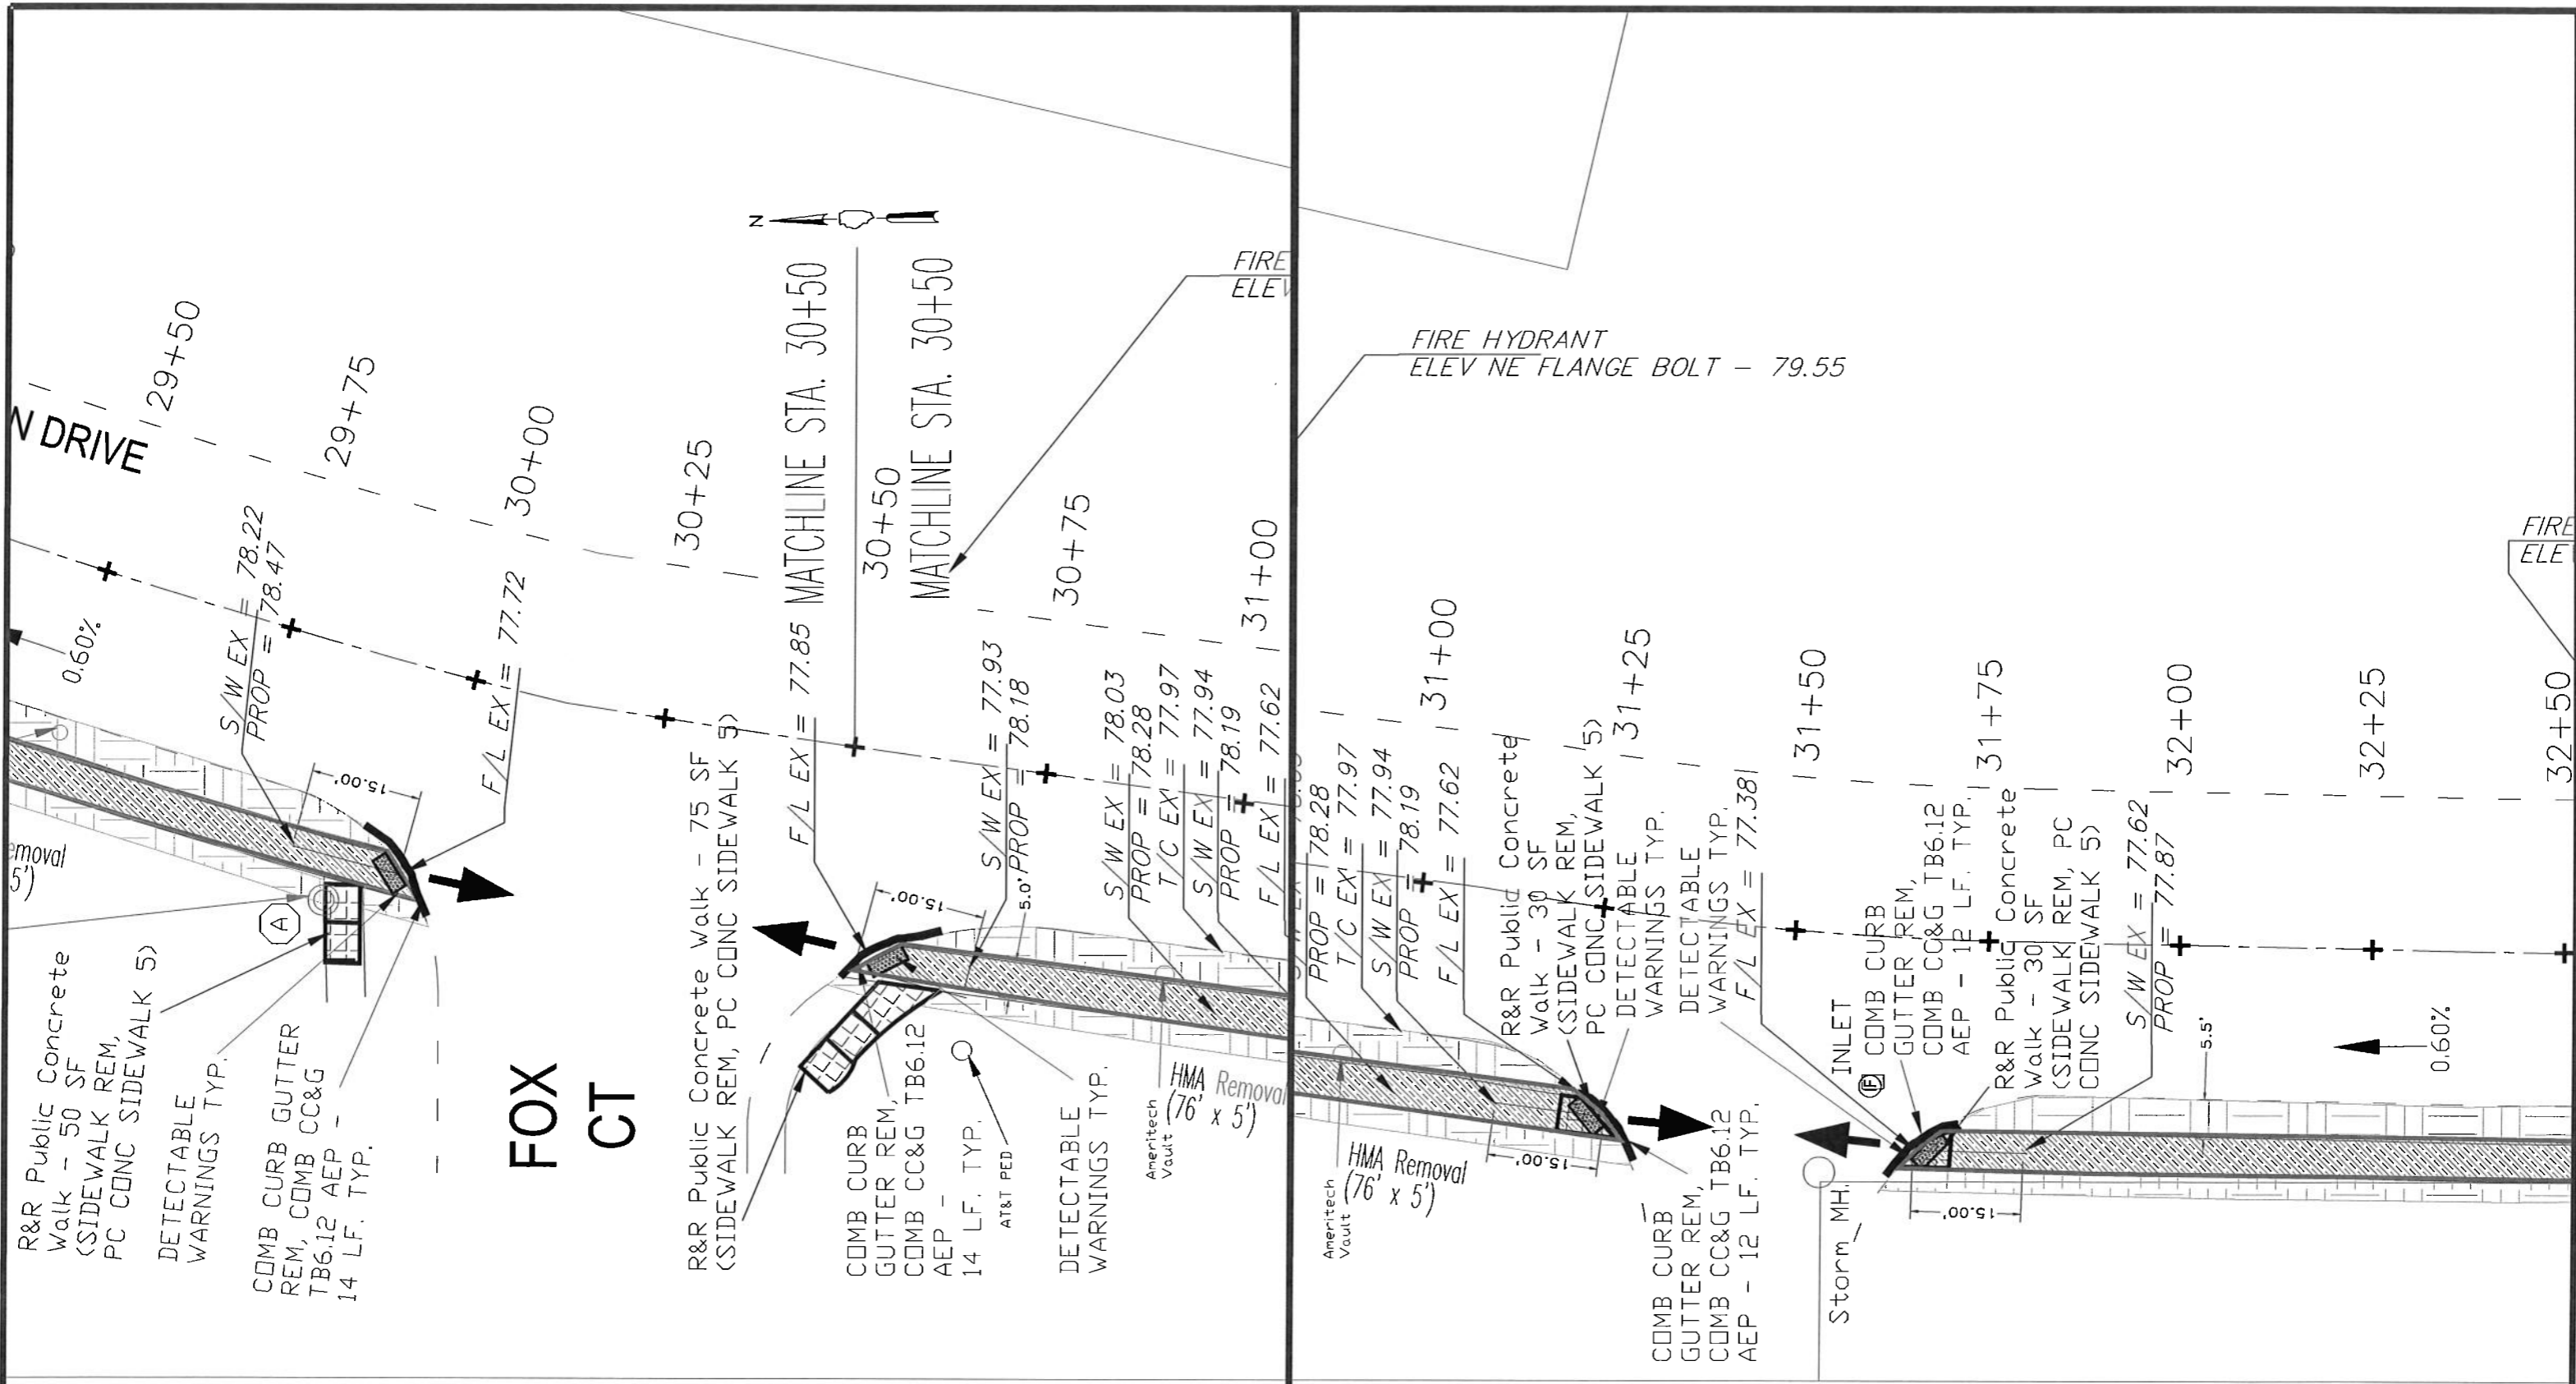 N DRIVE
29+50
29+75
30+00
30+25
0.60%
S/W EX = 78.22
PROP = 78.47
F/L EX = 77.72
15.00'
emoval
5')
A
R&R Public Concrete
Walk - 50 SF
(SIDEWALK REM,
PC CONC SIDEWALK 5)
DETECTABLE
WARNINGS TYP.
COMB CURB GUTTER
REM, COMB CC&G
TB6.12 AEP -
14 LF. TYP.
FOX
CT
N
MATCHLINE STA. 30+50
30+50
MATCHLINE STA. 30+50
FIRE
ELEV
30+75
31+00
F/L EX = 77.85
R&R Public Concrete Walk - 75 SF
(SIDEWALK REM, PC CONC SIDEWALK 5)
15.00'
S/W EX = 77.93
PROP = 78.18
5.0'
S/W EX = 78.03
PROP = 78.28
T/C EX = 77.97
S/W EX = 77.94
PROP = 78.19
F/L EX = 77.62
COMB CURB
GUTTER REM,
COMB CC&G TB6.12
AEP -
14 LF. TYP.
AT&T PED
DETECTABLE
WARNINGS TYP.
Ameritech
Vault
HMA Removal
(76' x 5')
FIRE HYDRANT
ELEV NE FLANGE BOLT - 79.55
31+00
31+25
31+50
31+75
32+00
32+25
32+50
PROP = 78.28
T/C EX = 77.97
S/W EX = 77.94
PROP = 78.19
F/L EX = 77.62
R&R Public Concrete
Walk - 30 SF
(SIDEWALK REM,
PC CONC SIDEWALK 5)
DETECTABLE
WARNINGS TYP.
DETECTABLE
WARNINGS TYP.
F/L EX = 77.38
Ameritech
Vault
HMA Removal
(76' x 5')
15.00'
COMB CURB
GUTTER REM,
COMB CC&G TB6.12
AEP - 12 LF. TYP.
INLET
COMB CURB
GUTTER REM,
COMB CC&G TB6.12
AEP - 12 LF. TYP.
R&R Public Concrete
Walk - 30 SF
(SIDEWALK REM, PC
CONC SIDEWALK 5)
S/W EX = 77.62
PROP = 77.87
5.5'
15.00'
Storm MH
0.60%
FIRE
ELE